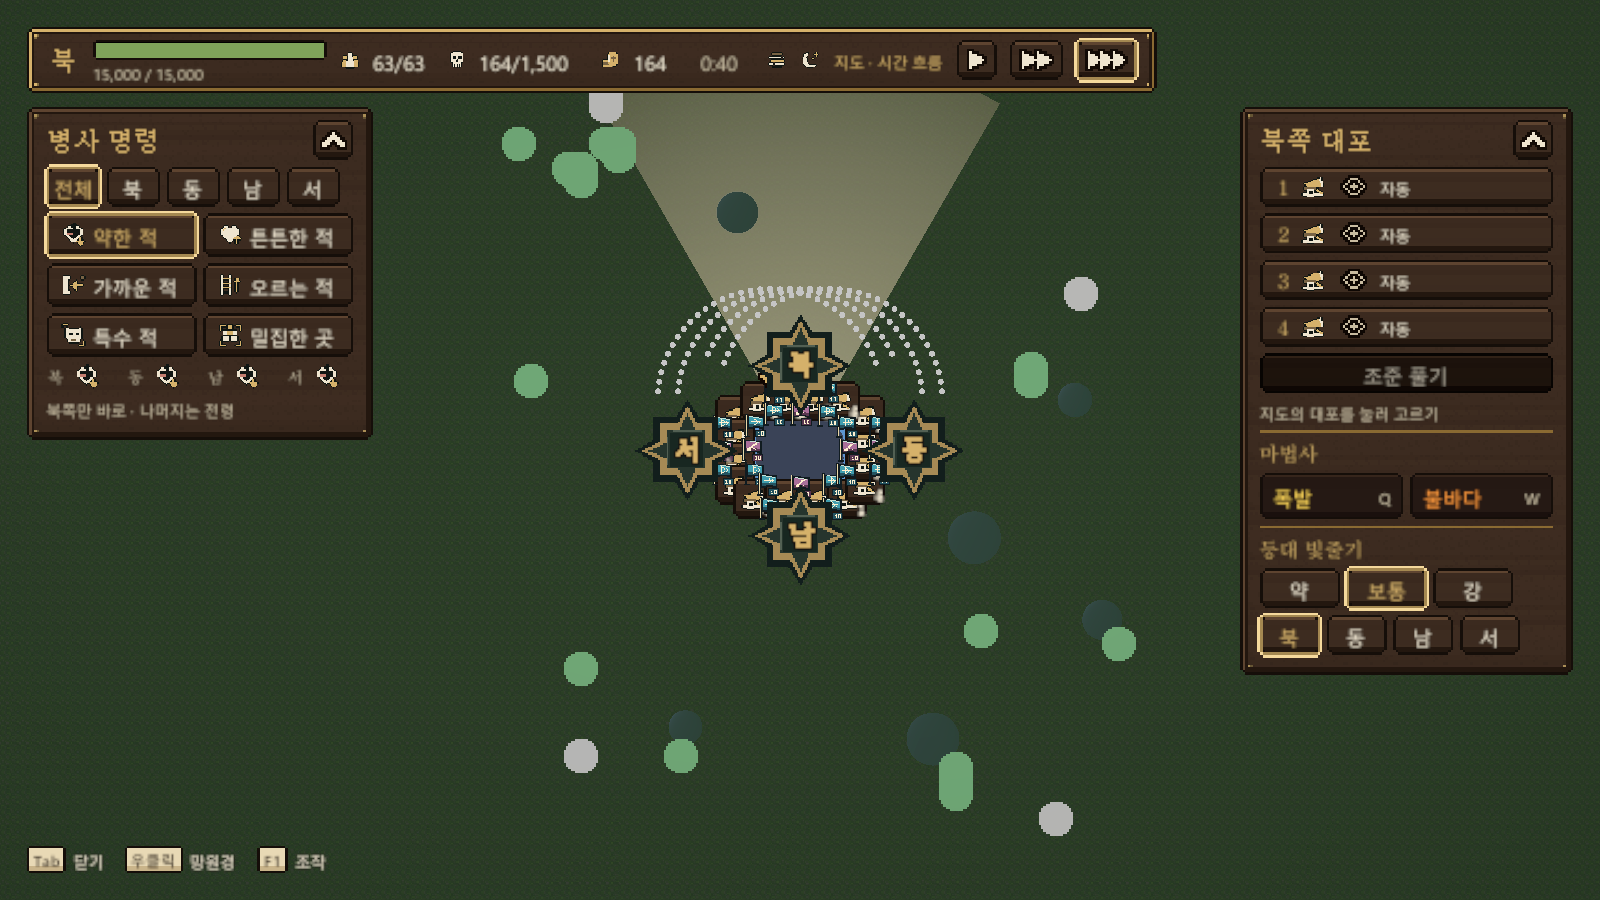 북 15,000 / 15,000 63/63 164/1,500 164 0:40 지도 · 시간 흐름
병사 명령
전체 북 동 남 서
약한 적 튼튼한 적
가까운 적 오르는 적
특수 적 밀집한 곳
북 동 남 서
북쪽만 바로 · 나머지는 전령
북
서
동
남
북쪽 대포
1 자동
2 자동
3 자동
4 자동
조준 풀기
지도의 대포를 눌러 고르기
마법사
폭발 Q 불바다 W
등대 빛줄기
약 보통 강
북 동 남 서
Tab 닫기 우클릭 망원경 F1 조작